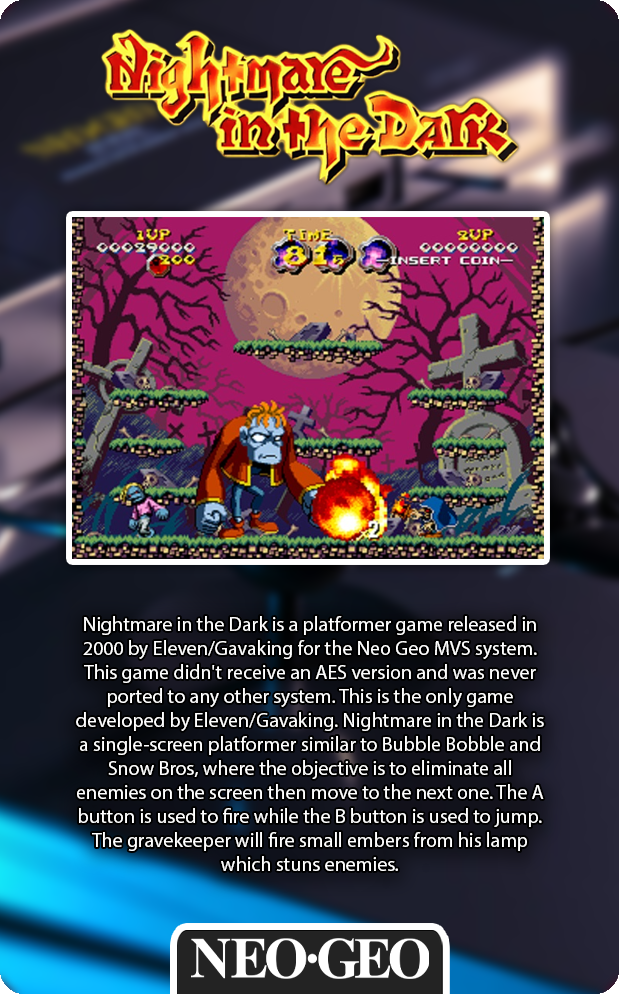 Nightmare
in the Dark
1UP
TIME
2UP
00029000
81
00000000
200
—INSERT COIN—
x2
Nightmare in the Dark is a platformer game released in
2000 by Eleven/Gavaking for the Neo Geo MVS system.
This game didn't receive an AES version and was never
ported to any other system. This is the only game
developed by Eleven/Gavaking. Nightmare in the Dark is
a single-screen platformer similar to Bubble Bobble and
Snow Bros, where the objective is to eliminate all
enemies on the screen then move to the next one. The A
button is used to fire while the B button is used to jump.
The gravekeeper will fire small embers from his lamp
which stuns enemies.
NEO•GEO